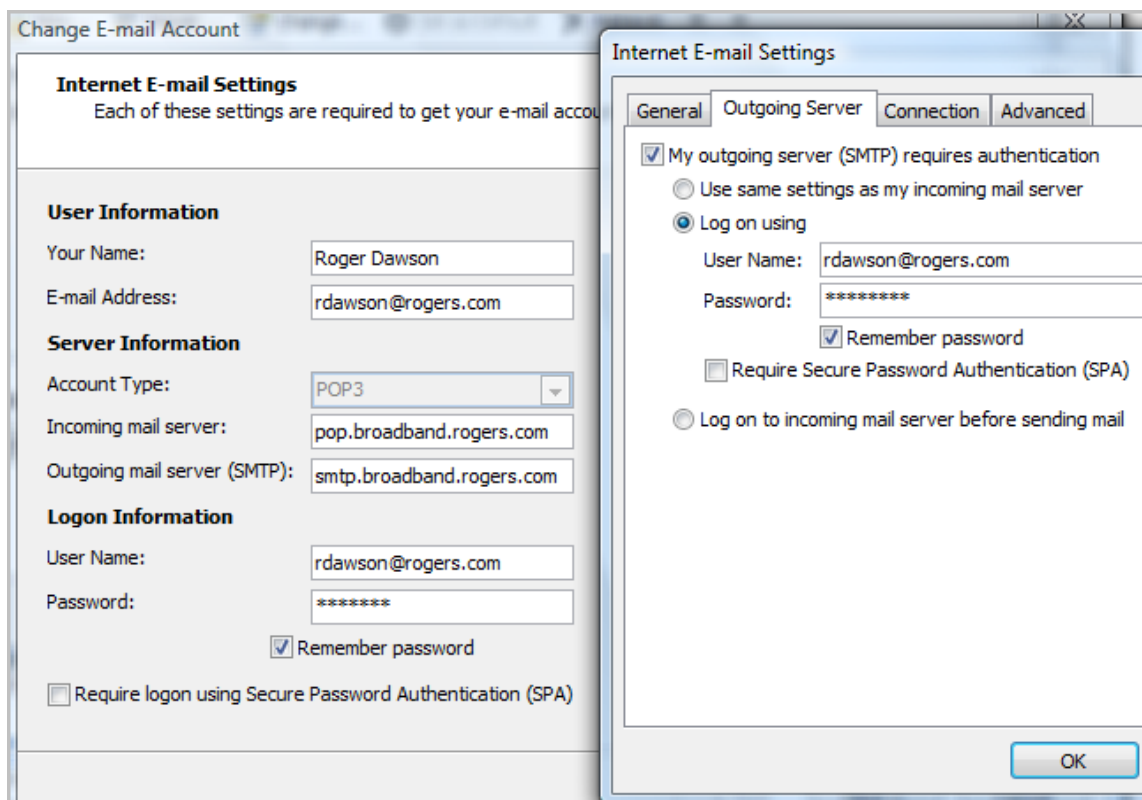 Change E-mail Account
Internet E-mail Settings
Each of these settings are required to get your e-mail accou
User Information
Your Name:
Roger Dawson
E-mail Address:
rdawson@rogers.com
Server Information
Account Type:
POP3
Incoming mail server:
pop.broadband.rogers.com
Outgoing mail server (SMTP):
smtp.broadband.rogers.com
Logon Information
User Name:
rdawson@rogers.com
Password:
*******
Remember password
Require logon using Secure Password Authentication (SPA)
Internet E-mail Settings
General
Outgoing Server
Connection
Advanced
My outgoing server (SMTP) requires authentication
Use same settings as my incoming mail server
Log on using
User Name:
rdawson@rogers.com
Password:
********
Remember password
Require Secure Password Authentication (SPA)
Log on to incoming mail server before sending mail
OK